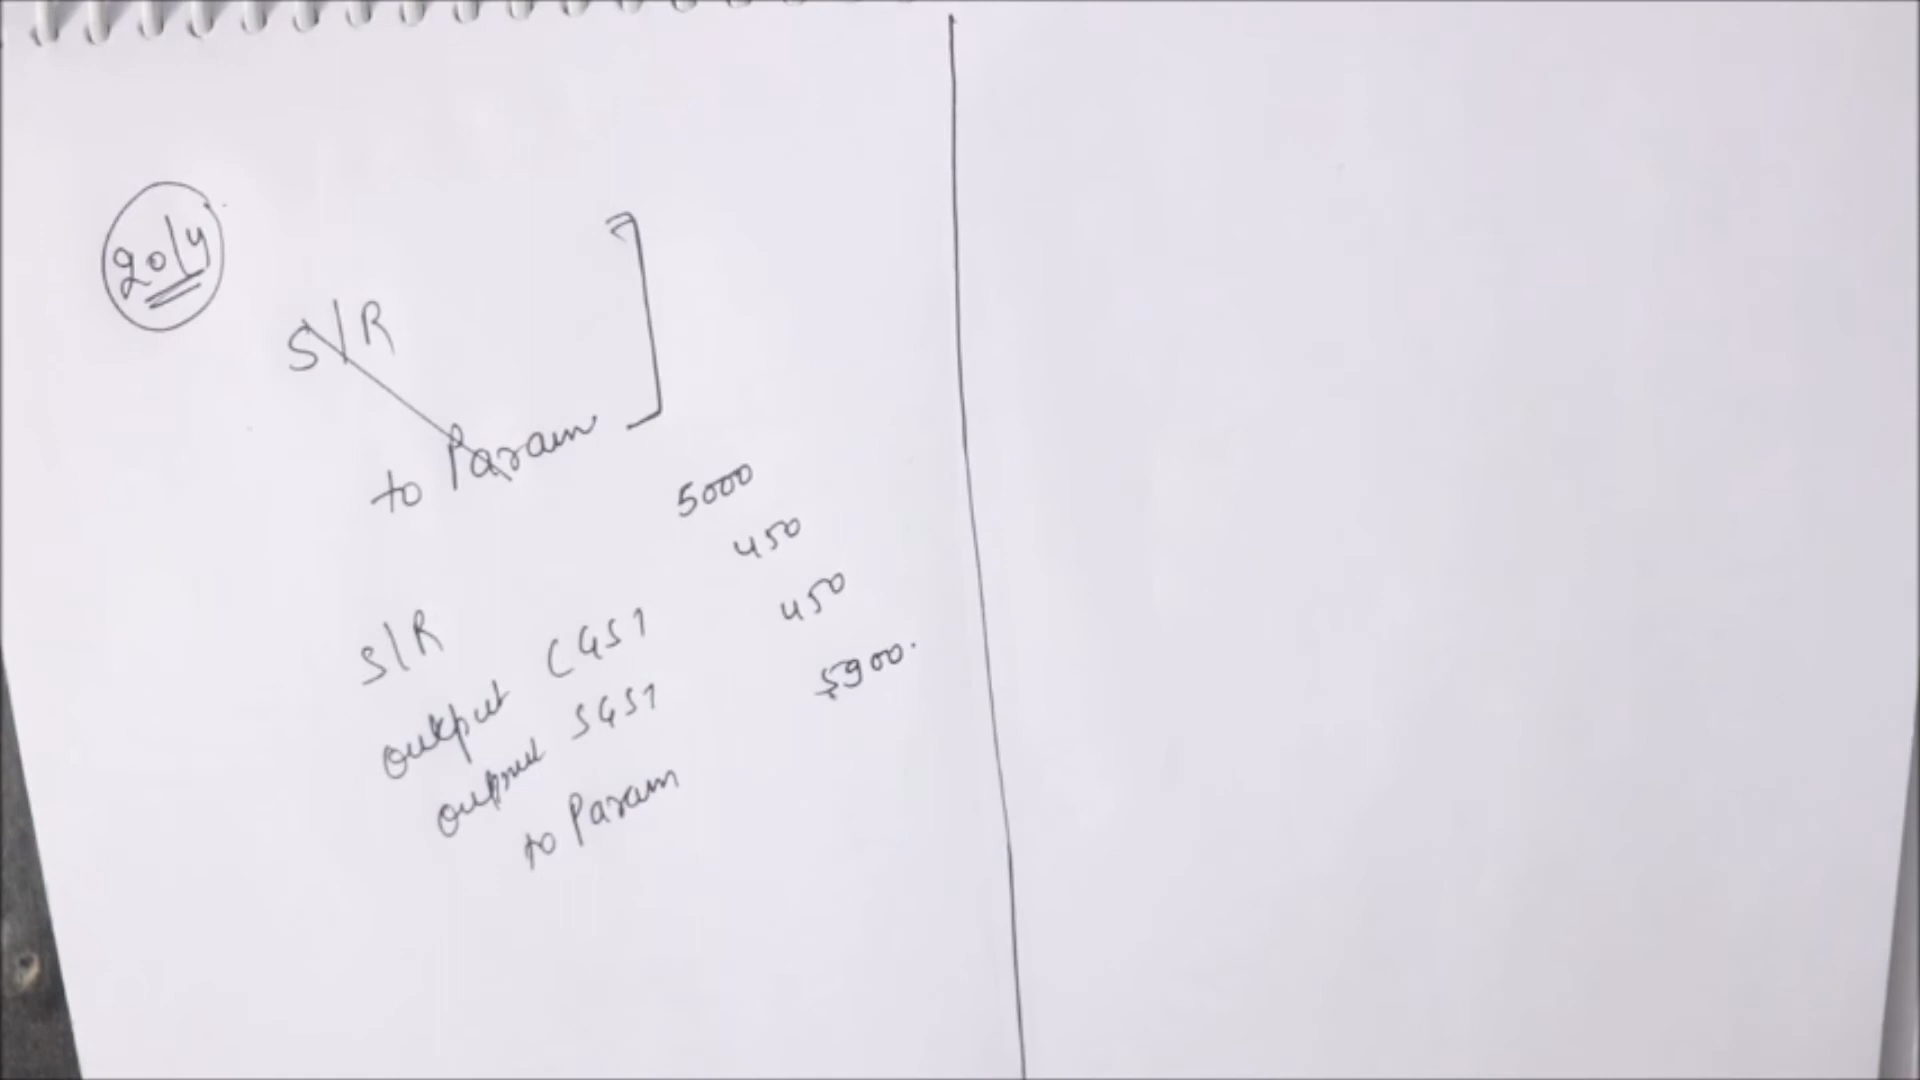 20/4
S/R
to Param
5000
450
450
5900.
S/R
output CGST
output SGST
to Param